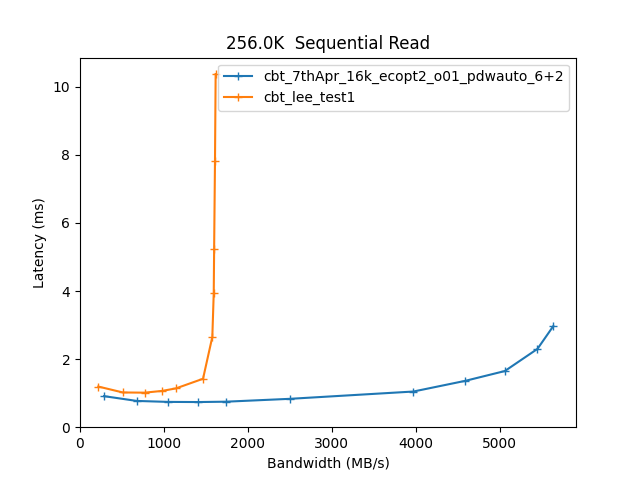 256.0K  Sequential Read
cbt_7thApr_16k_ecopt2_o01_pdwauto_6+2
cbt_lee_test1
Latency (ms)
10
8
6
4
2
0
0 1000 2000 3000 4000 5000
Bandwidth (MB/s)